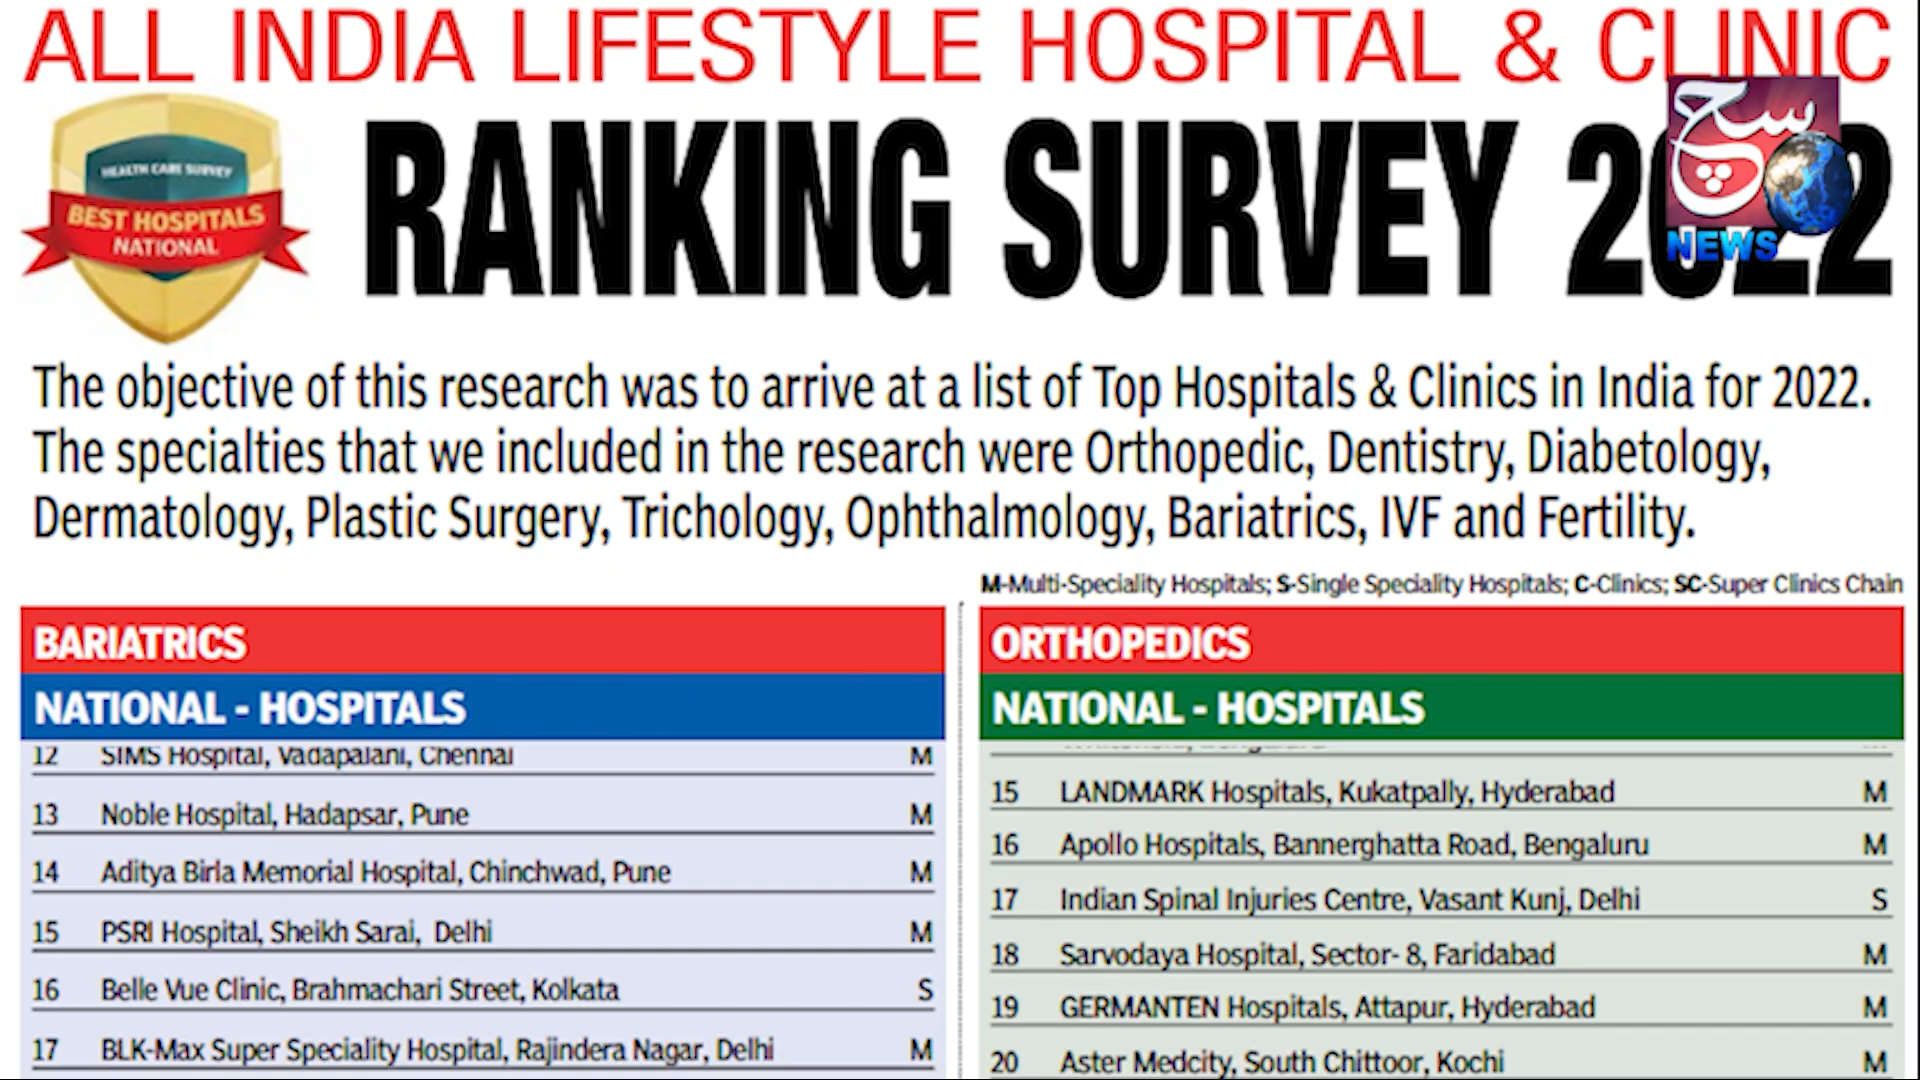 ALL INDIA LIFESTYLE HOSPITAL & CLINIC
HEALTH CARE SURVEY
BEST HOSPITALS
NATIONAL
RANKING SURVEY 2022
سچ
NEWS
The objective of this research was to arrive at a list of Top Hospitals & Clinics in India for 2022.
The specialties that we included in the research were Orthopedic, Dentistry, Diabetology,
Dermatology, Plastic Surgery, Trichology, Ophthalmology, Bariatrics, IVF and Fertility.
M-Multi-Speciality Hospitals; S-Single Speciality Hospitals; C-Clinics; SC-Super Clinics Chain
BARIATRICS
NATIONAL - HOSPITALS
12 SIMS Hospital, Vadapalani, Chennai M
13 Noble Hospital, Hadapsar, Pune M
14 Aditya Birla Memorial Hospital, Chinchwad, Pune M
15 PSRI Hospital, Sheikh Sarai, Delhi M
16 Belle Vue Clinic, Brahmachari Street, Kolkata S
17 BLK-Max Super Speciality Hospital, Rajindera Nagar, Delhi M
ORTHOPEDICS
NATIONAL - HOSPITALS
15 LANDMARK Hospitals, Kukatpally, Hyderabad M
16 Apollo Hospitals, Bannerghatta Road, Bengaluru M
17 Indian Spinal Injuries Centre, Vasant Kunj, Delhi S
18 Sarvodaya Hospital, Sector- 8, Faridabad M
19 GERMANTEN Hospitals, Attapur, Hyderabad M
20 Aster Medcity, South Chittoor, Kochi M